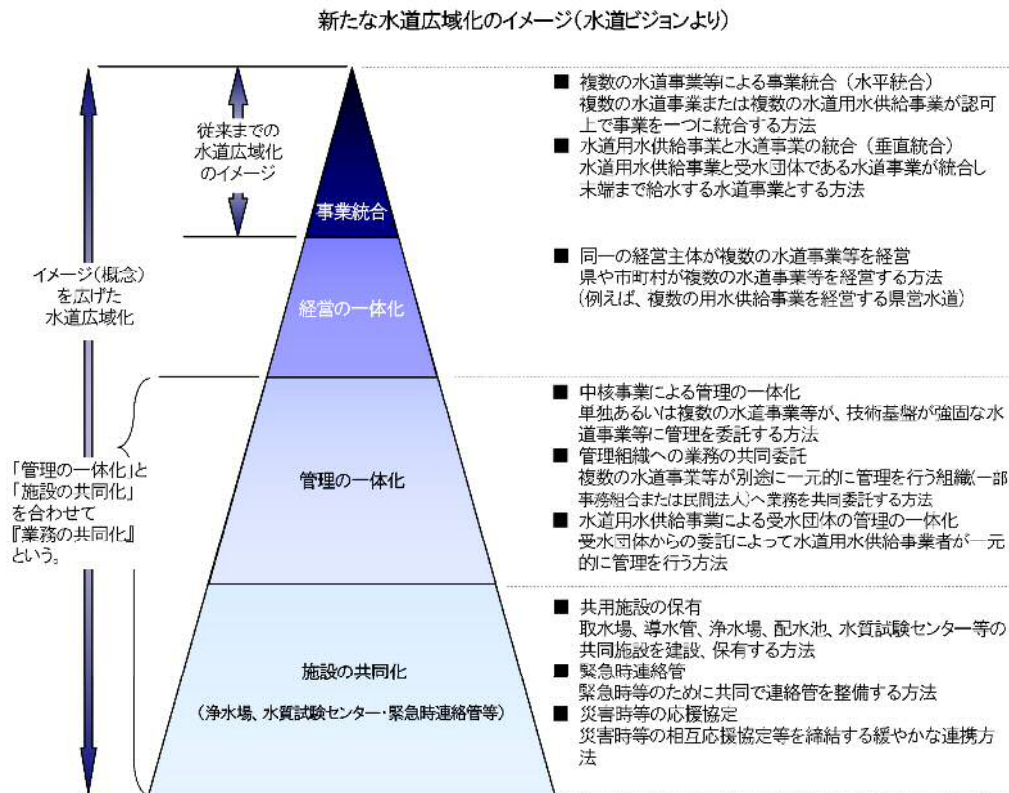 新たな水道広域化のイメージ(水道ビジョンより)
従来までの
水道広域化
のイメージ
イメージ(概念)
を広げた
水道広域化
「管理の一体化」と
「施設の共同化」
を合わせて
『業務の共同化』
という。
事業統合
経営の一体化
管理の一体化
施設の共同化
(浄水場、水質試験センター・緊急時連絡管等)
■ 複数の水道事業等による事業統合(水平統合)
複数の水道事業または複数の水道用水供給事業が認可
上で事業を一つに統合する方法
■ 水道用水供給事業と水道事業の統合(垂直統合)
水道用水供給事業と受水団体である水道事業が統合し
末端まで給水する水道事業とする方法
■ 同一の経営主体が複数の水道事業等を経営
県や市町村が複数の水道事業等を経営する方法
(例えば、複数の用水供給事業を経営する県営水道)
■ 中核事業による管理の一体化
単独あるいは複数の水道事業等が、技術基盤が強固な水
道事業等に管理を委託する方法
■ 管理組織への業務の共同委託
複数の水道事業等が別途に一元的に管理を行う組織(一部
事務組合または民間法人)へ業務を共同委託する方法
■ 水道用水供給事業による受水団体の管理の一体化
受水団体からの委託によって水道用水供給事業者が一元
的に管理を行う方法
■ 共用施設の保有
取水場、導水管、浄水場、配水池、水質試験センター等の
共同施設を建設、保有する方法
■ 緊急時連絡管
緊急時等のために共同で連絡管を整備する方法
■ 災害時等の応援協定
災害時等の相互応援協定等を締結する緩やかな連携方
法